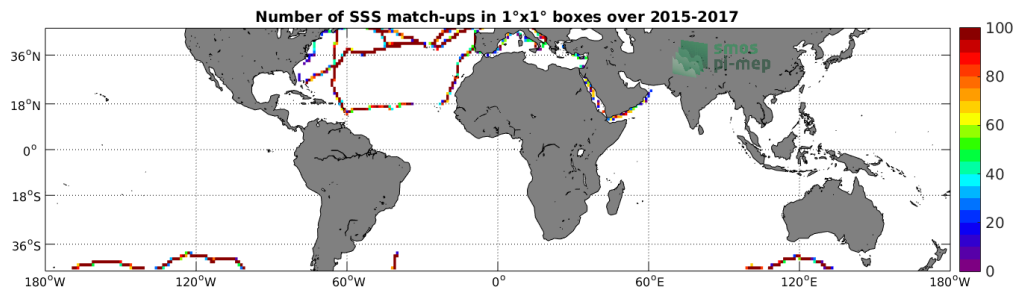 Number of SSS match-ups in 1°x1° boxes over 2015-2017
smos
pi-mep
36°N
18°N
0°
18°S
36°S
180°W
120°W
60°W
0°
60°E
120°E
180°W
100
80
60
40
20
0